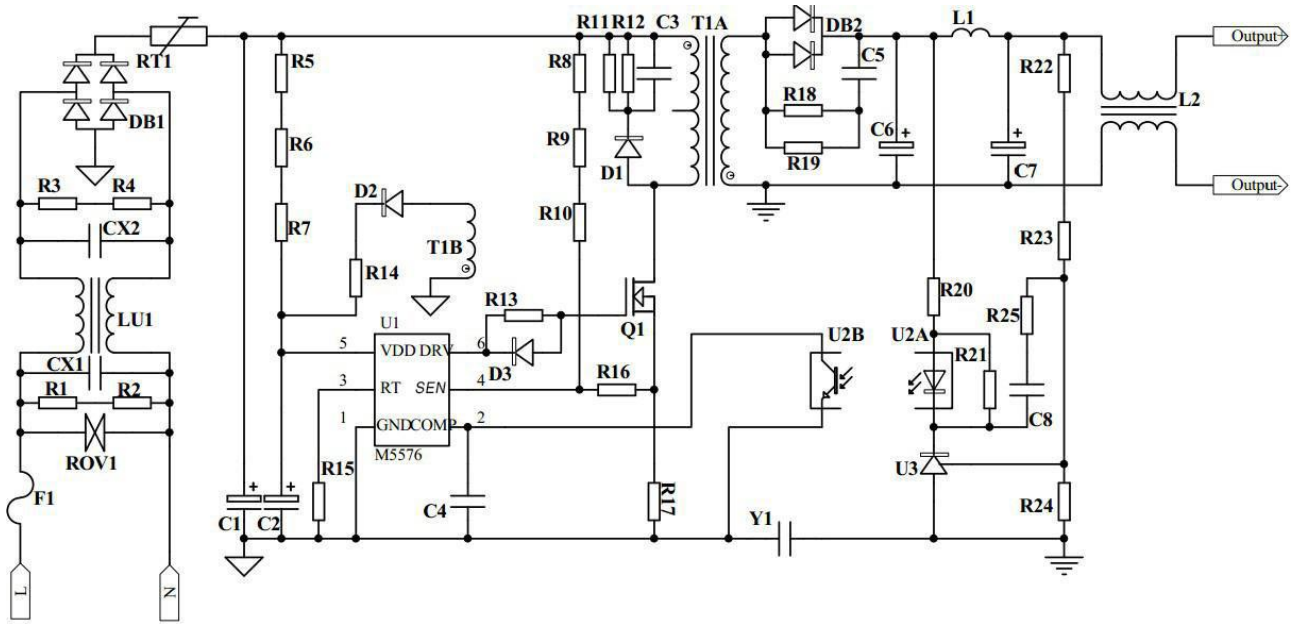 R11 R12 C3 T1A
DB2
L1
Output+
RT1
R5
R8
C5
R22
DB1
R18
L2
R6
R9
D1
R19
C6 +
+ C7
Output-
R3 R4
D2
CX2
R7
R10
R23
T1B
R14
LU1
R13
Q1
R20
R25
U1
U2B
U2A
CX1
5 VDD DRV 6
D3
R21
R1 R2
3 RT SEN 4
R16
1 GND COMP 2
C8
ROV1
M5576
R15
U3
F1
+ +
C1 C2
C4
R17
Y1
R24
L N